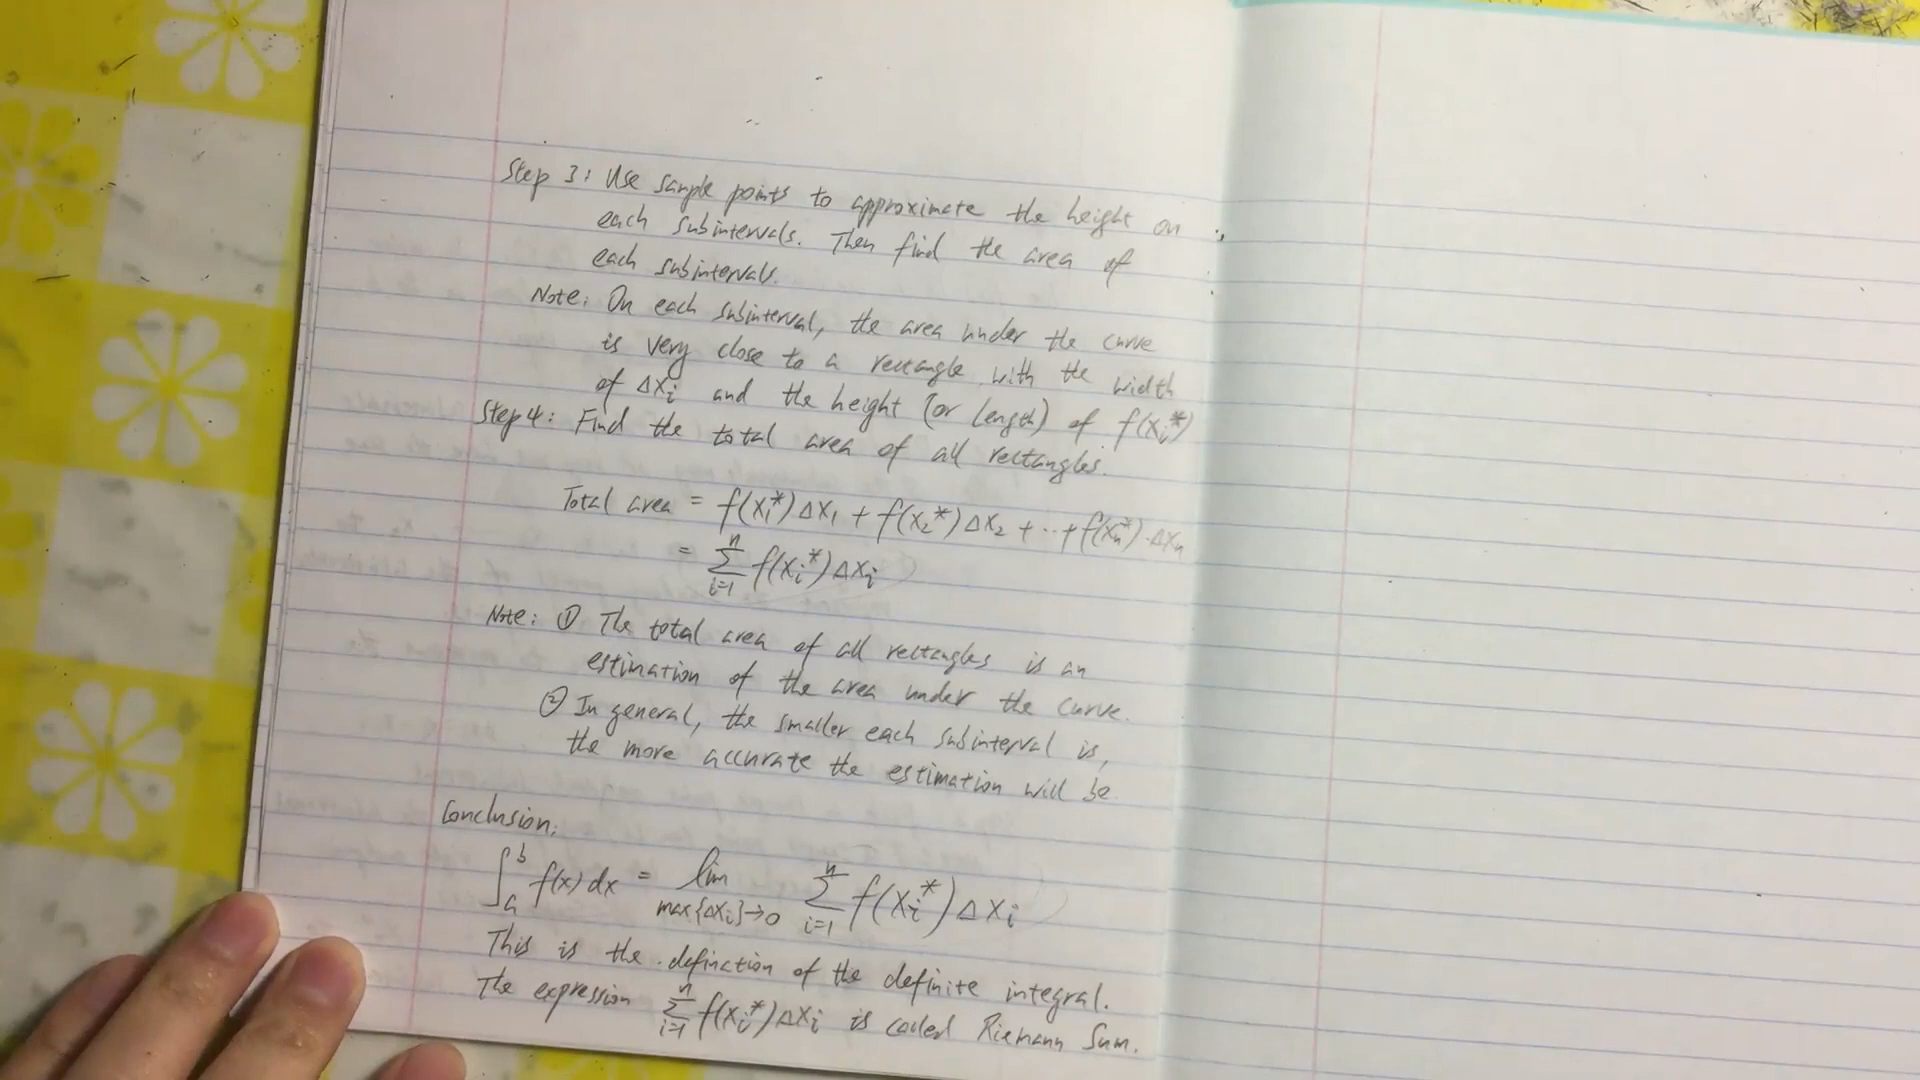 Step 3: Use sample points to approximate the height on
each subintervals. Then find the area of
each subintervals.
Note: On each subinterval, the area under the curve
is very close to a rectangle with the width
of Δxᵢ and the height (or length) of f(xᵢ*)
Step 4: Find the total area of all rectangles.
Total area = f(x₁*)Δx₁ + f(x₂*)Δx₂ + ··· + f(xₙ*)·Δxₙ
= ∑ᵢ₌₁ⁿ f(xᵢ*)Δxᵢ
Note: ① The total area of all rectangles is an
estimation of the area under the curve.
② In general, the smaller each subinterval is,
the more accurate the estimation will be.
Conclusion:
∫ₐᵇ f(x) dx = lim max{Δxᵢ}→0 ∑ᵢ₌₁ⁿ f(xᵢ*)Δxᵢ
This is the definction of the definite integral.
The expression ∑ᵢ₌₁ⁿ f(xᵢ*)Δxᵢ is called Riemann Sum.